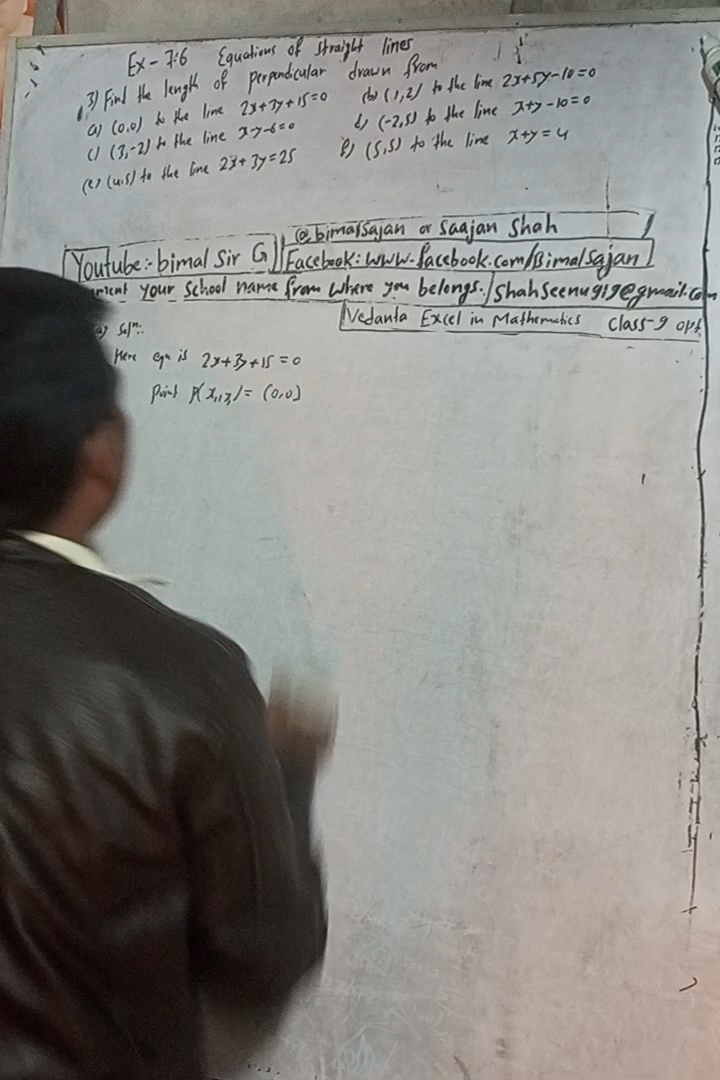 Ex - 7.6 Equations of straight lines
3) Find the length of perpendicular drawn from
a) (0,0) to the line 2x+3y+15=0 (b) (1,2) to the line 2x+5y-10=0
c) (3,-2) to the line x-y-6=0 d) (-2,5) to the line x+y-10=0
(e) (4,5) to the line 2x+3y=25 f) (5,5) to the line x+y=4
@bimalsajan or Saajan Shah
Youtube:- bimal Sir G Facebook: www.facebook.com/Bimalsajan
your School name from where you belongs. shahseenu919@gmail.com
Vedanta Excel in Mathematics Class-9 opt
a) Solⁿ:
Here eqn is 2x+3y+15=0
Point P(x₁,y₁) = (0,0)